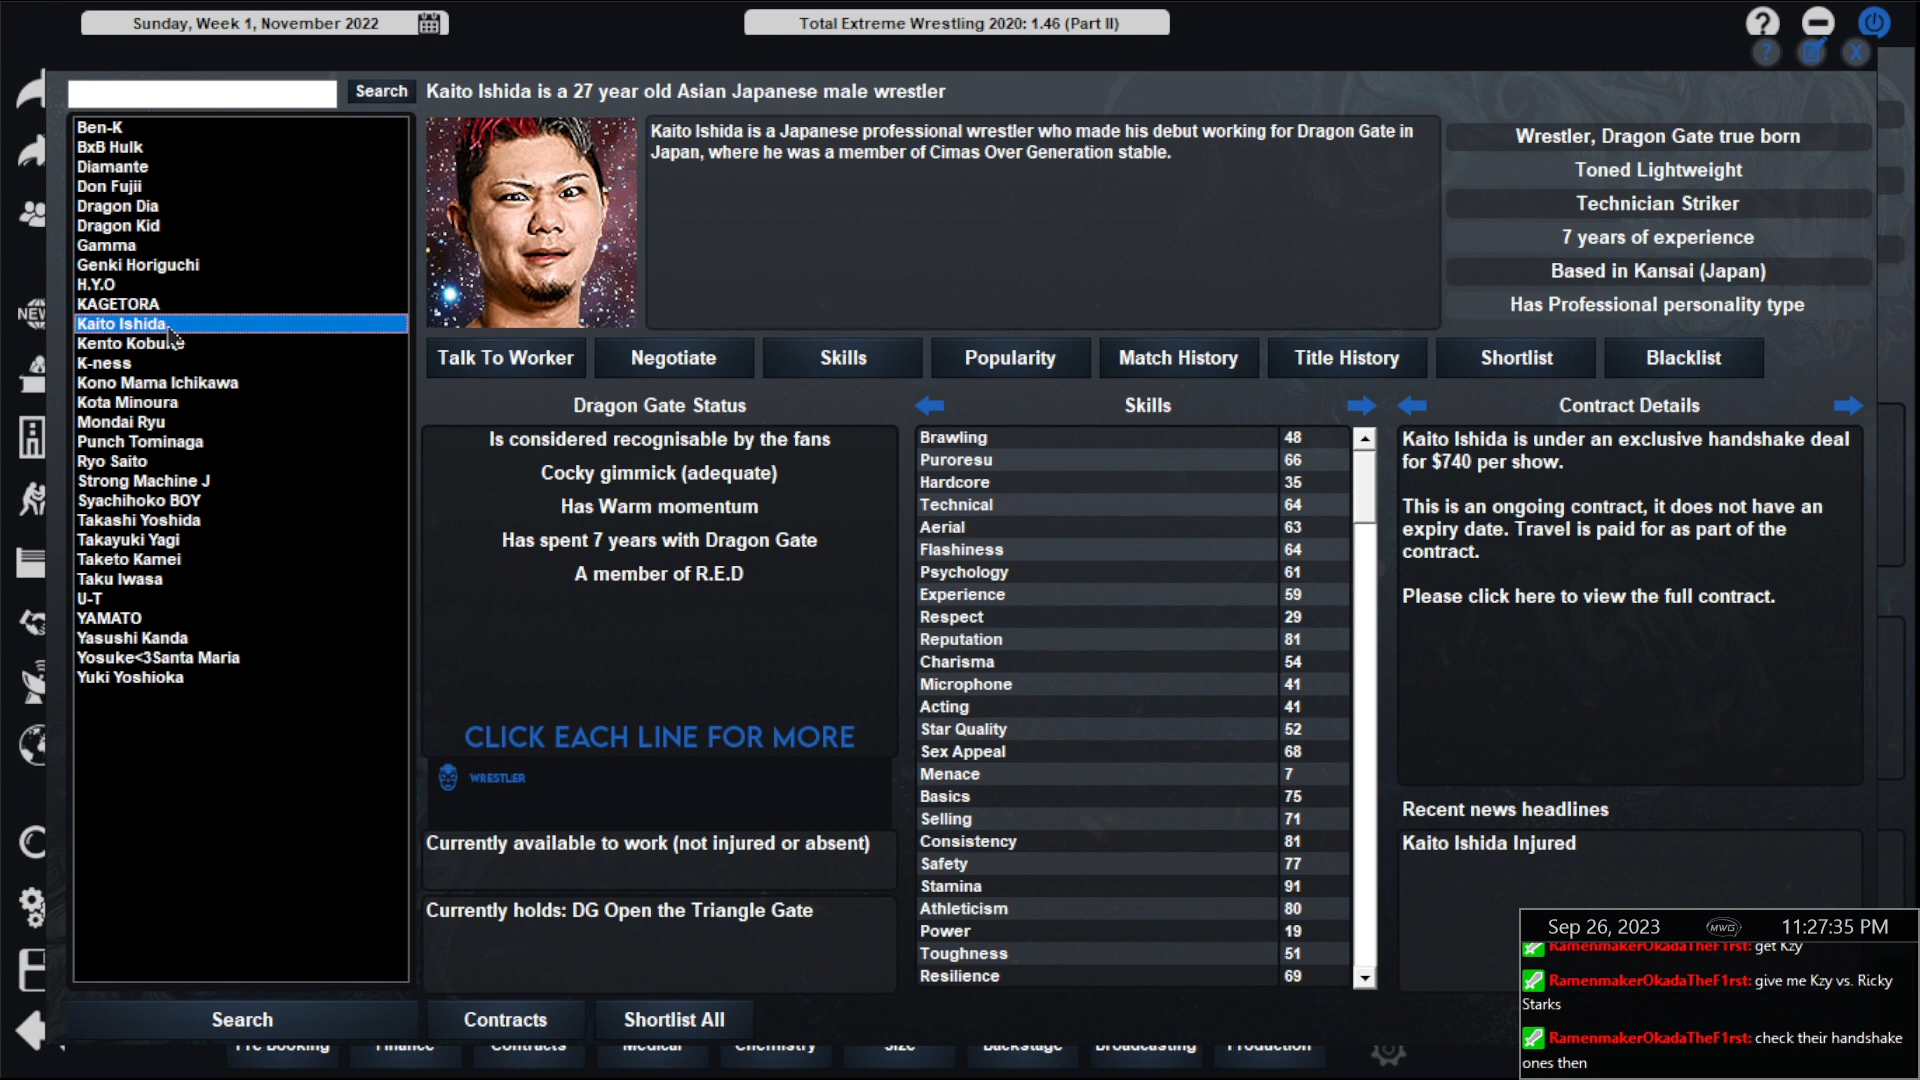 Sunday, Week 1, November 2022
Total Extreme Wrestling 2020: 1.46 (Part II)
Search
Kaito Ishida is a 27 year old Asian Japanese male wrestler
Ben-K
BxB Hulk
Diamante
Don Fujii
Dragon Dia
Dragon Kid
Gamma
Genki Horiguchi
H.Y.O
KAGETORA
Kaito Ishida
Kento Kobune
K-ness
Kono Mama Ichikawa
Kota Minoura
Mondai Ryu
Punch Tominaga
Ryo Saito
Strong Machine J
Syachihoko BOY
Takashi Yoshida
Takayuki Yagi
Taketo Kamei
Taku Iwasa
U-T
YAMATO
Yasushi Kanda
Yosuke<3Santa Maria
Yuki Yoshioka
Kaito Ishida is a Japanese professional wrestler who made his debut working for Dragon Gate in
Japan, where he was a member of Cimas Over Generation stable.
Wrestler, Dragon Gate true born
Toned Lightweight
Technician Striker
7 years of experience
Based in Kansai (Japan)
Has Professional personality type
Talk To Worker
Negotiate
Skills
Popularity
Match History
Title History
Shortlist
Blacklist
Dragon Gate Status
Is considered recognisable by the fans
Cocky gimmick (adequate)
Has Warm momentum
Has spent 7 years with Dragon Gate
A member of R.E.D
CLICK EACH LINE FOR MORE
WRESTLER
Currently available to work (not injured or absent)
Currently holds: DG Open the Triangle Gate
Skills
Brawling 48
Puroresu 66
Hardcore 35
Technical 64
Aerial 63
Flashiness 64
Psychology 61
Experience 59
Respect 29
Reputation 81
Charisma 54
Microphone 41
Acting 41
Star Quality 52
Sex Appeal 68
Menace 7
Basics 75
Selling 71
Consistency 81
Safety 77
Stamina 91
Athleticism 80
Power 19
Toughness 51
Resilience 69
Contract Details
Kaito Ishida is under an exclusive handshake deal
for $740 per show.
This is an ongoing contract, it does not have an
expiry date. Travel is paid for as part of the
contract.
Please click here to view the full contract.
Recent news headlines
Kaito Ishida Injured
Sep 26, 2023 MWG 11:27:35 PM
RamenmakerOkadaTheF1rst: get Kzy
RamenmakerOkadaTheF1rst: give me Kzy vs. Ricky
Starks
RamenmakerOkadaTheF1rst: check their handshake
ones then
Search
Contracts
Shortlist All
Pre Booking
Finance
Contracts
Medical
Chemistry
Size
Backstage
Broadcasting
Production
NEW